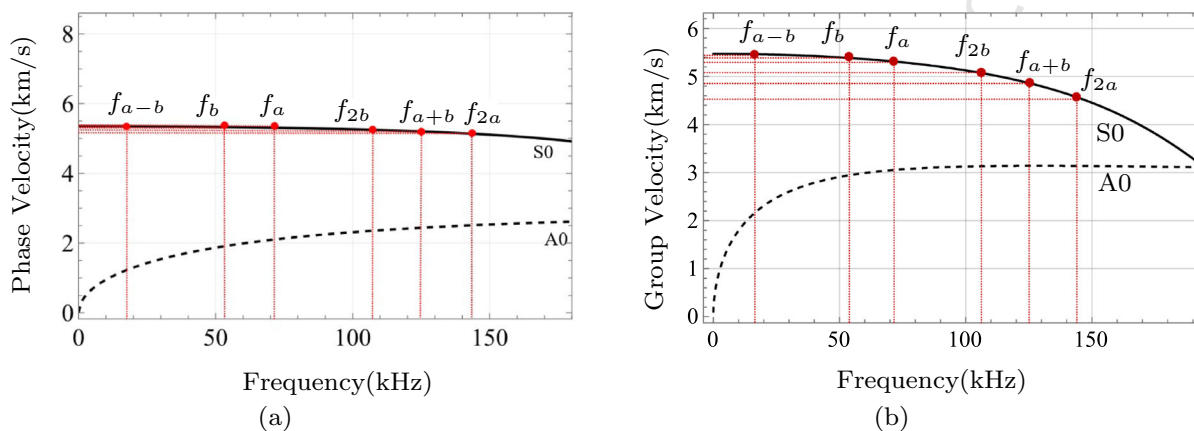 8
6
4
2
0
Phase Velocity(km/s)
f_{a−b}
f_b
f_a
f_{2b}
f_{a+b}
f_{2a}
S0
A0
0
50
100
150
Frequency(kHz)
(a)
6
5
4
3
2
1
0
Group Velocity(km/s)
f_{a−b}
f_b
f_a
f_{2b}
f_{a+b}
f_{2a}
S0
A0
0
50
100
150
Frequency(kHz)
(b)